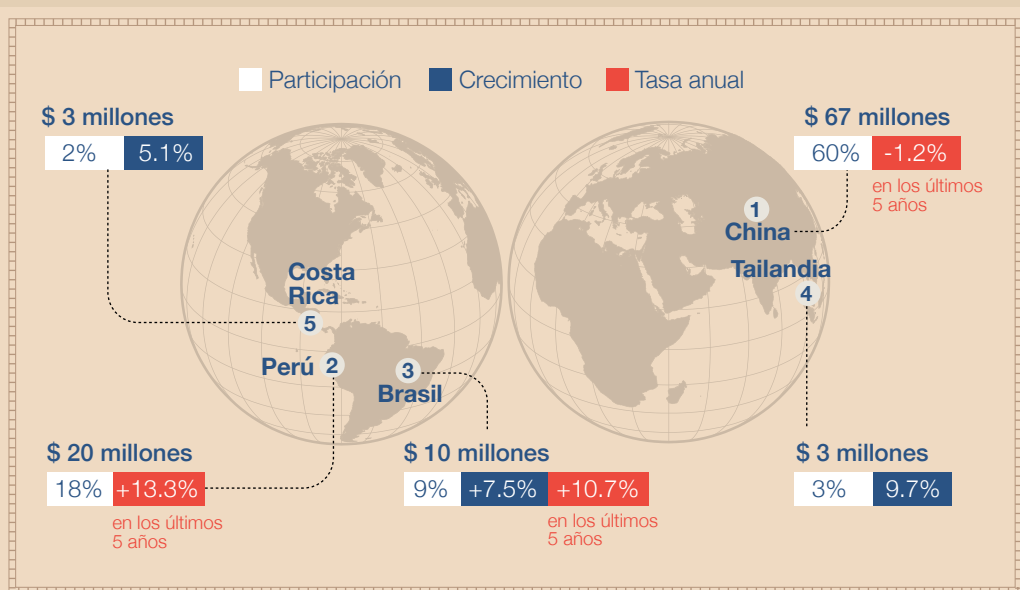 Participación Crecimiento Tasa anual
$ 3 millones
2% 5.1%
$ 67 millones
60% -1.2%
en los últimos
5 años
1
China
Tailandia
4
Costa
Rica
5
Perú 2
3
Brasil
$ 20 millones
18% +13.3%
en los últimos
5 años
$ 10 millones
9% +7.5% +10.7%
en los últimos
5 años
$ 3 millones
3% 9.7%